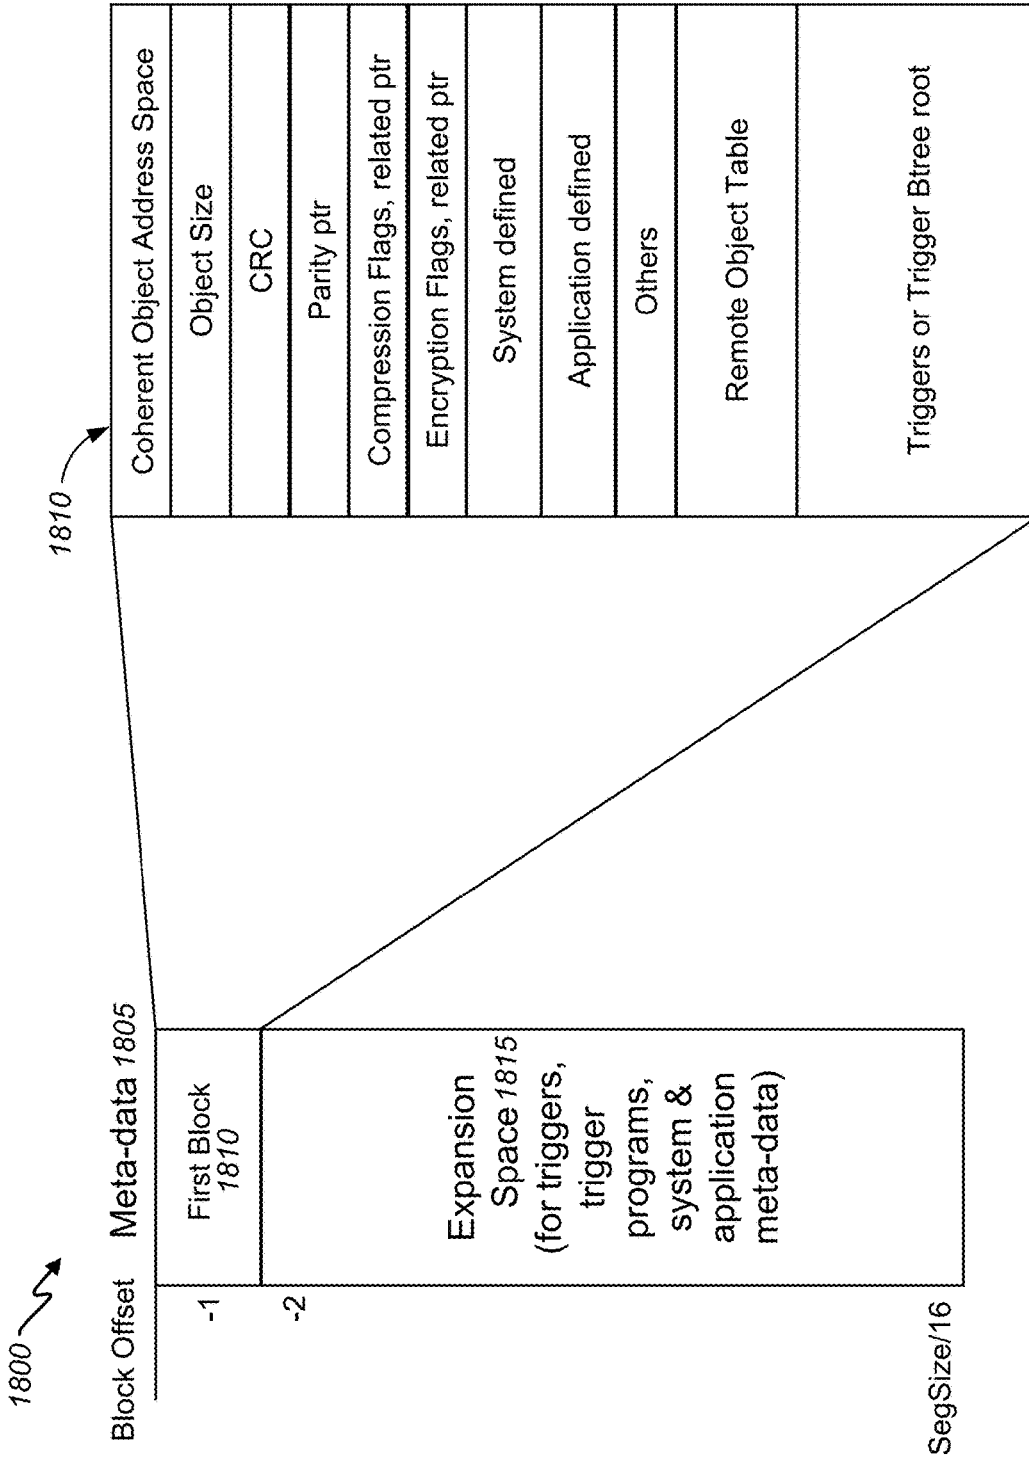 1800
Block Offset
Meta-data 1805
-1
First Block
1810
-2
Expansion
Space 1815
(for triggers,
trigger
programs,
system &
application
meta-data)
SegSize/16
1810
Coherent Object Address Space
Object Size
CRC
Parity ptr
Compression Flags, related ptr
Encryption Flags, related ptr
System defined
Application defined
Others
Remote Object Table
Triggers or Trigger Btree root